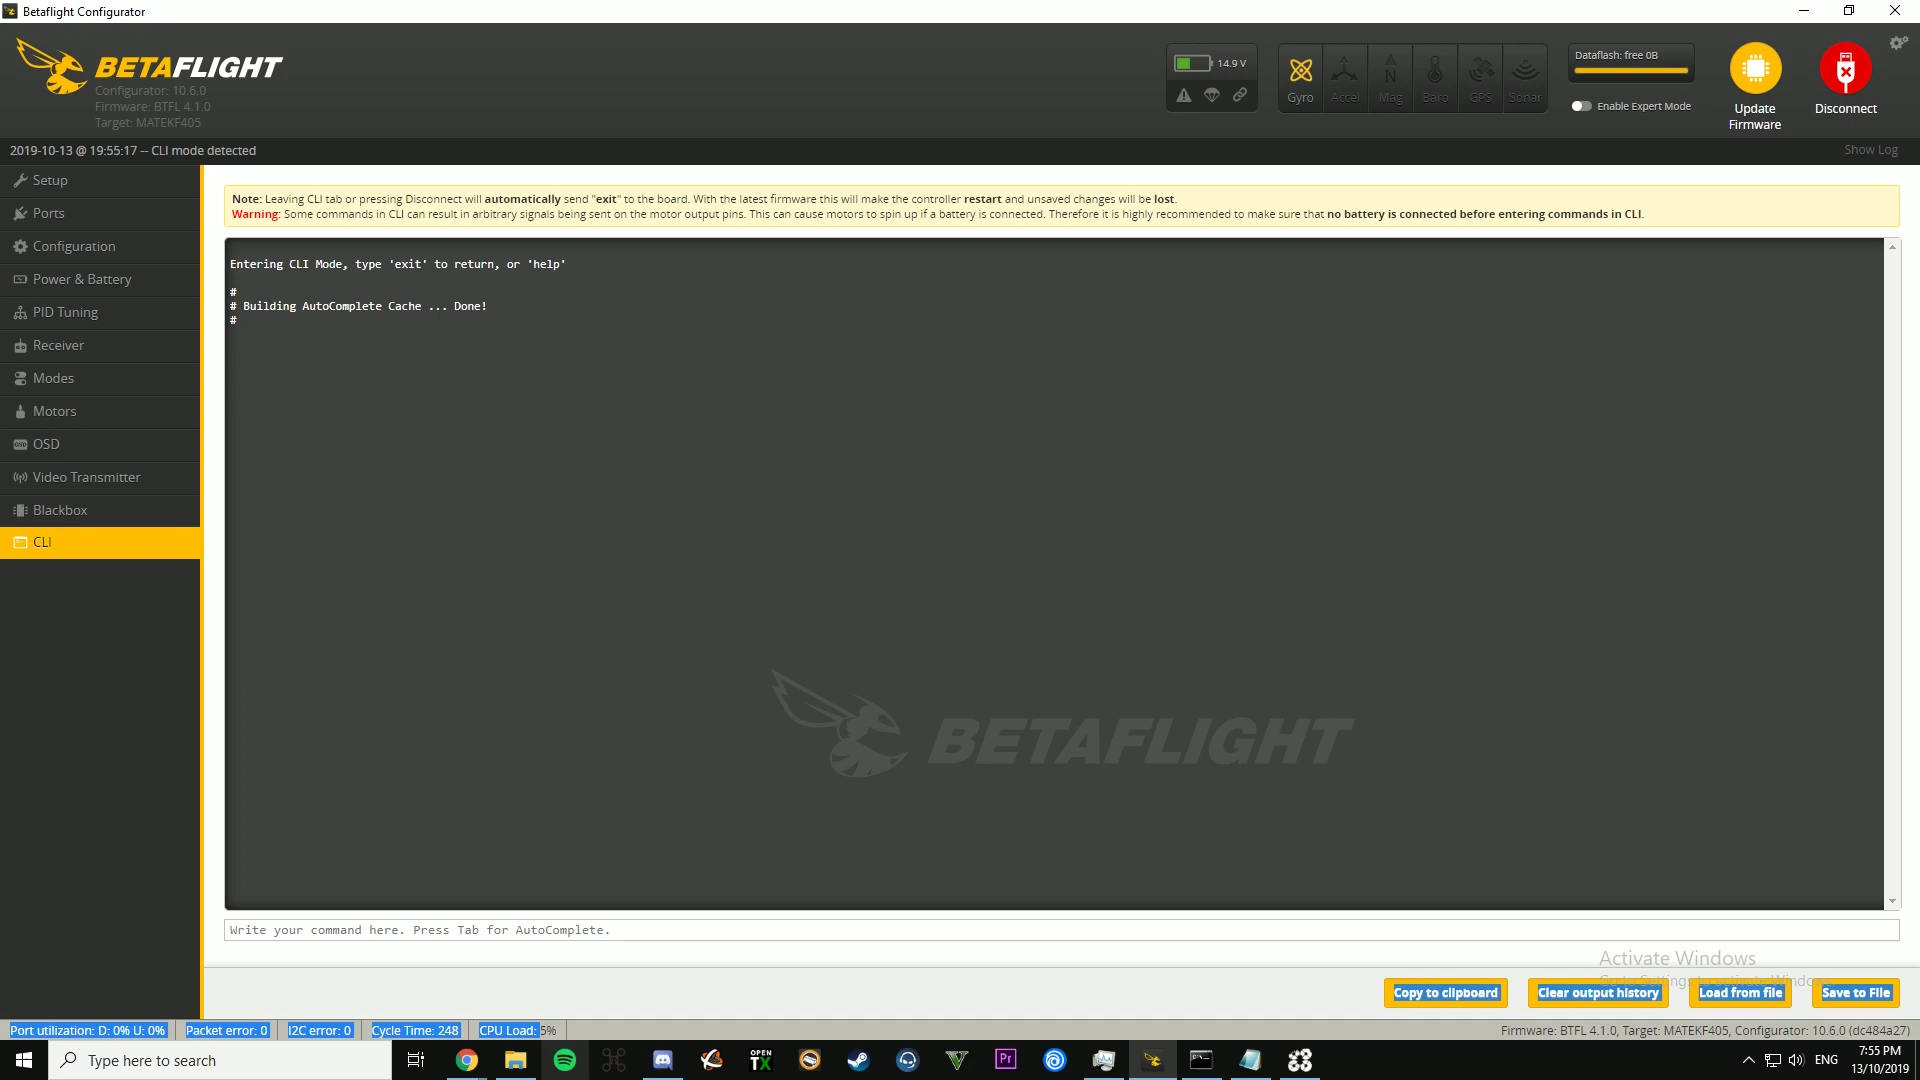 Betaflight Configurator
BETAFLIGHT
Configurator: 10.6.0
Firmware: BTFL 4.1.0
Target: MATEKF405
14.9 V
Gyro
Accel
Mag
Baro
GPS
Sonar
Dataflash: free 0B
Enable Expert Mode
Update
Firmware
Disconnect
2019-10-13 @ 19:55:17 -- CLI mode detected
Show Log
Setup
Ports
Configuration
Power & Battery
PID Tuning
Receiver
Modes
Motors
OSD
Video Transmitter
Blackbox
CLI
Note: Leaving CLI tab or pressing Disconnect will automatically send "exit" to the board. With the latest firmware this will make the controller restart and unsaved changes will be lost.
Warning: Some commands in CLI can result in arbitrary signals being sent on the motor output pins. This can cause motors to spin up if a battery is connected. Therefore it is highly recommended to make sure that no battery is connected before entering commands in CLI.
Entering CLI Mode, type 'exit' to return, or 'help'
#
# Building AutoComplete Cache ... Done!
#
BETAFLIGHT
Write your command here. Press Tab for AutoComplete.
Activate Windows
Go to Settings to activate Windows.
Copy to clipboard
Clear output history
Load from file
Save to File
Port utilization: D: 0% U: 0%
Packet error: 0
I2C error: 0
Cycle Time: 248
CPU Load: 5%
Firmware: BTFL 4.1.0, Target: MATEKF405, Configurator: 10.6.0 (dc484a27)
Type here to search
OPEN
TX
Pr
ENG
7:55 PM
13/10/2019